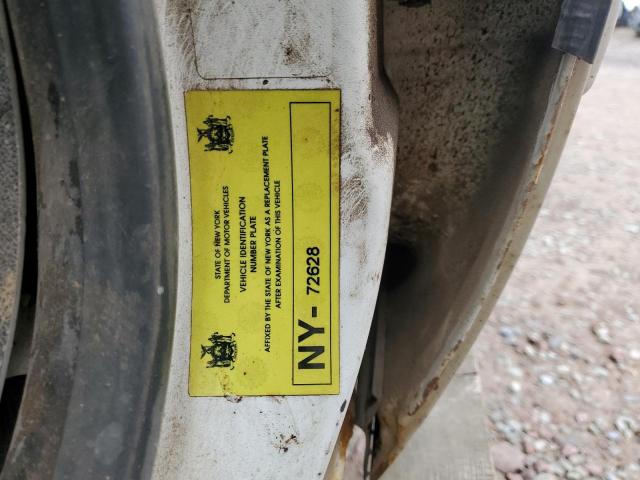 STATE OF NEW YORK
DEPARTMENT OF MOTOR VEHICLES
VEHICLE IDENTIFICATION
NUMBER PLATE
AFFIXED BY THE STATE OF NEW YORK AS A REPLACEMENT PLATE
AFTER EXAMINATION OF THIS VEHICLE
NY- 72628